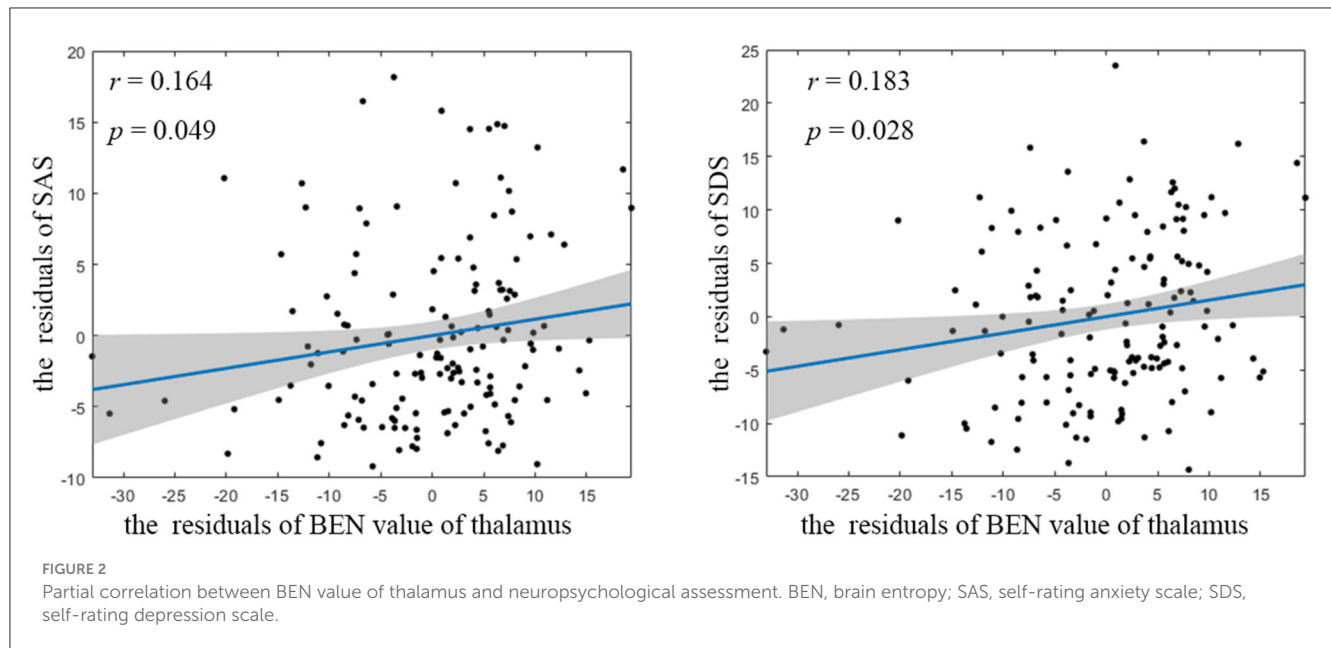 20
15
10
5
0
-5
-10
r = 0.164
p = 0.049
the residuals of SAS
-30 -25 -20 -15 -10 -5 0 5 10 15
the residuals of BEN value of thalamus
25
20
15
10
5
0
-5
-10
-15
r = 0.183
p = 0.028
the residuals of SDS
-30 -25 -20 -15 -10 -5 0 5 10 15
the residuals of BEN value of thalamus
FIGURE 2
Partial correlation between BEN value of thalamus and neuropsychological assessment. BEN, brain entropy; SAS, self-rating anxiety scale; SDS,
self-rating depression scale.